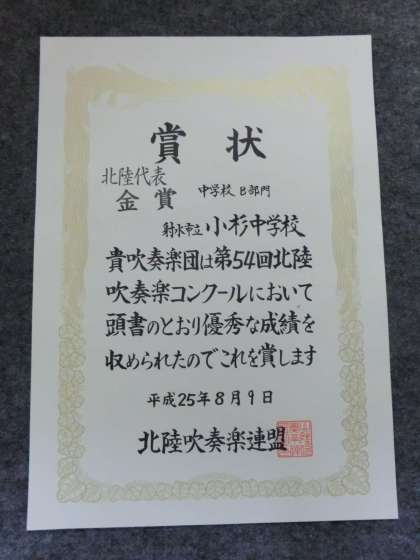 賞状
北陸代表
金賞 中学校 B部門
射水市立 小杉中学校
貴吹奏楽団は第54回北陸
吹奏楽コンクールにおいて
頭書のとおり優秀な成績を
収められたのでこれを賞します
平成25年8月9日
北陸吹奏楽連盟